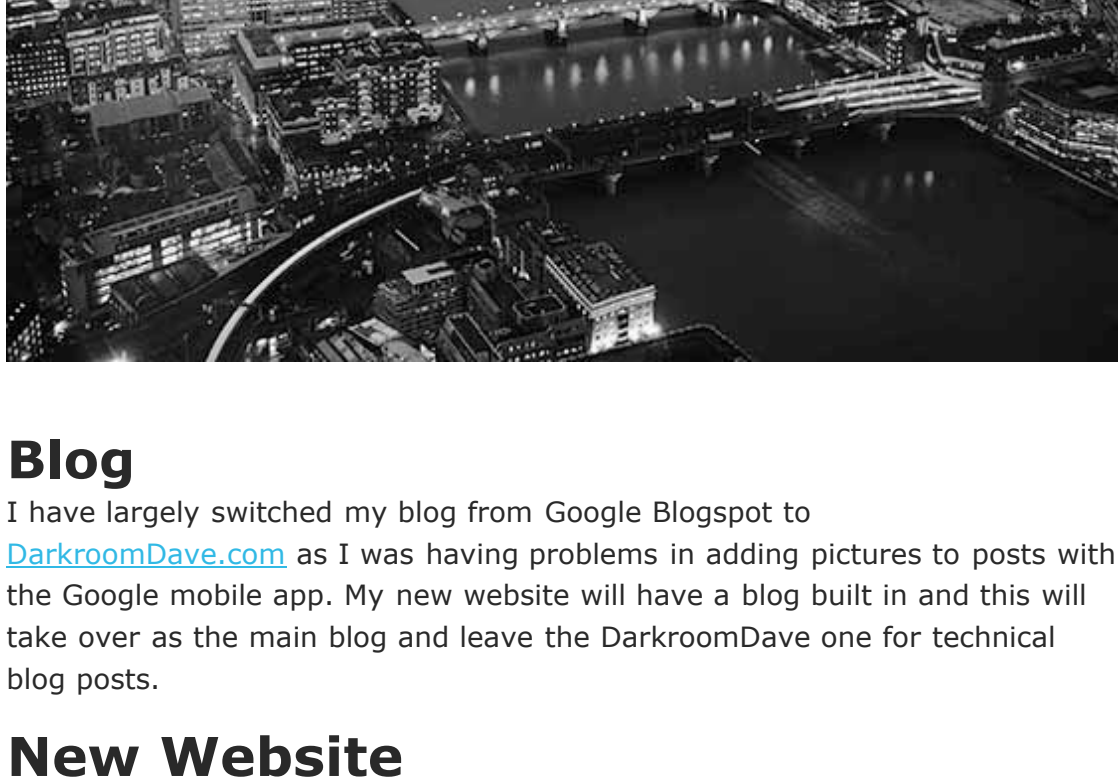 Blog
I have largely switched my blog from Google Blogspot to
DarkroomDave.com as I was having problems in adding pictures to posts with
the Google mobile app. My new website will have a blog built in and this will
take over as the main blog and leave the DarkroomDave one for technical
blog posts.
New Website